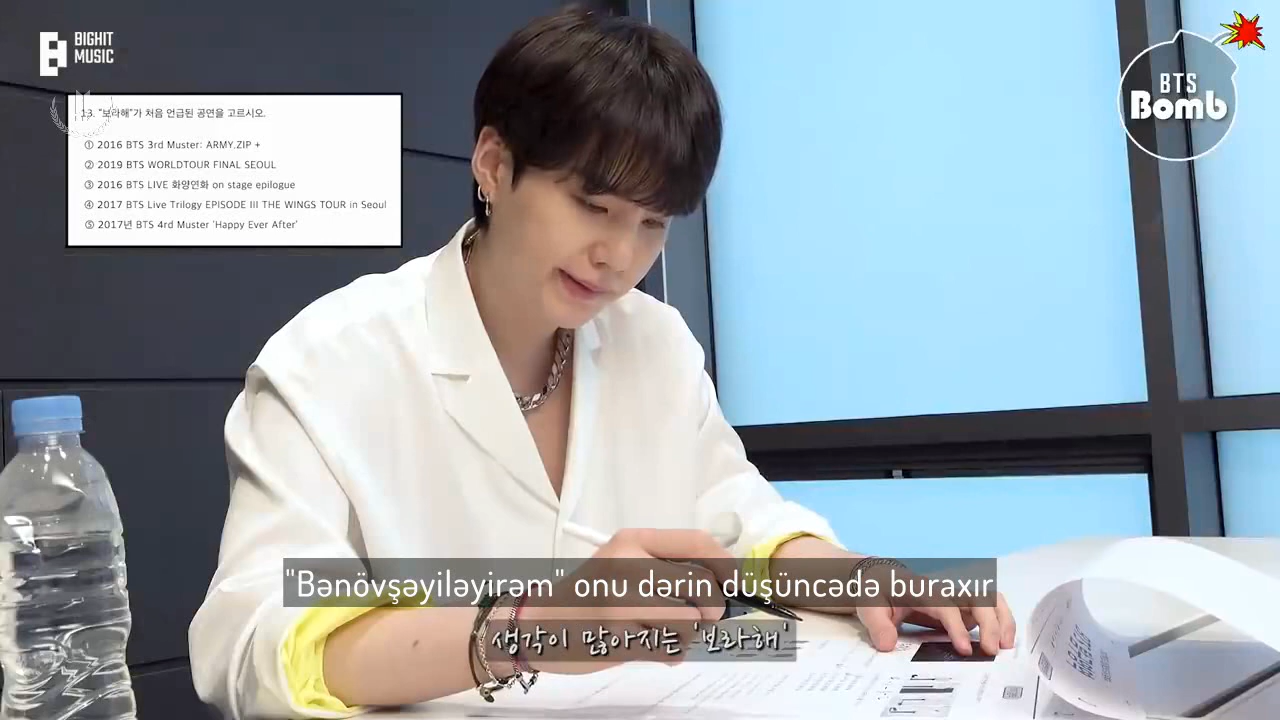 BIGHIT
MUSIC
BTS
Bomb
13. "보라해"가 처음 언급된 공연을 고르시오.
① 2016 BTS 3rd Muster: ARMY.ZIP +
② 2019 BTS WORLDTOUR FINAL SEOUL
③ 2016 BTS LIVE 화양연화 on stage epilogue
④ 2017 BTS Live Trilogy EPISODE III THE WINGS TOUR in Seoul
⑤ 2017년 BTS 4rd Muster 'Happy Ever After'
"Bənövşəyiləyirəm" onu dərin düşüncədə buraxır
생각이 많아지는 '보라해'